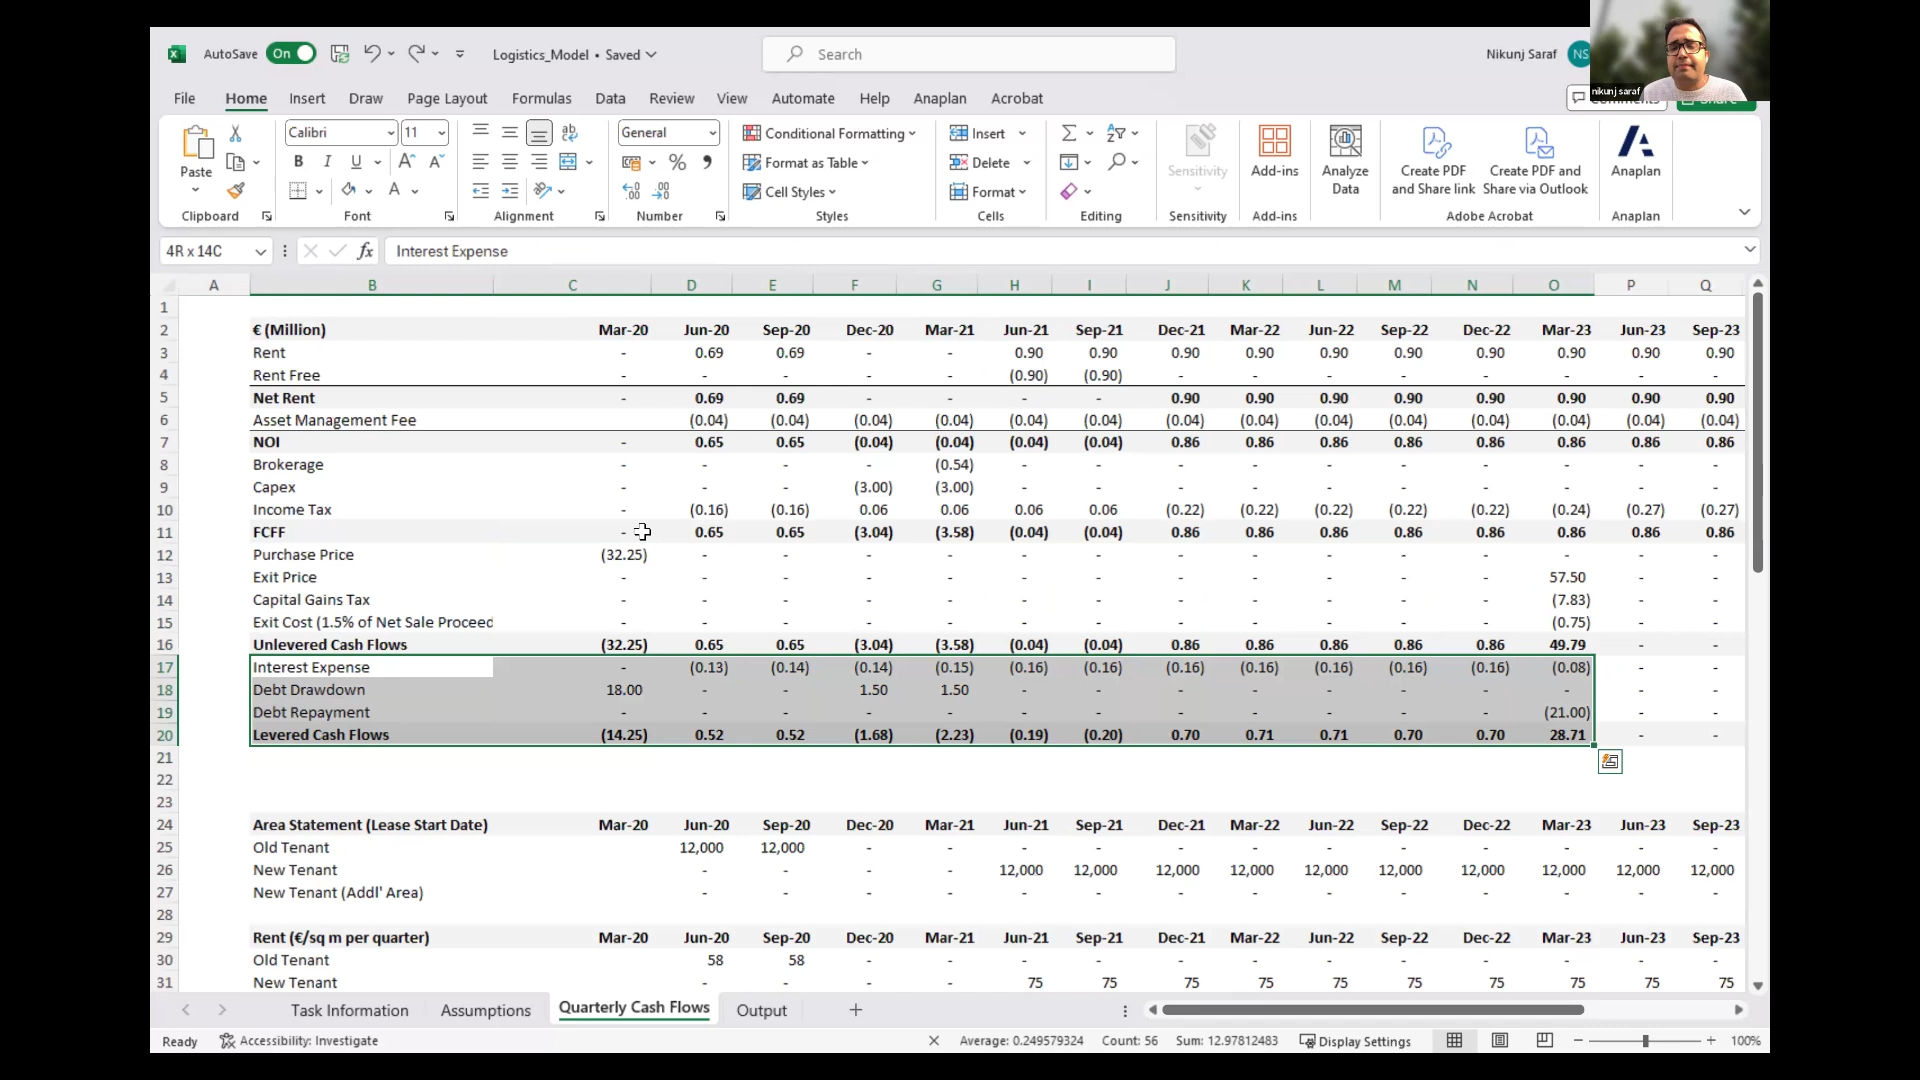 AutoSave On Logistics_Model • Saved Search Nikunj Saraf NS
nikunj saraf
File Home Insert Draw Page Layout Formulas Data Review View Automate Help Anaplan Acrobat Comments Share
Calibri 11 General Conditional Formatting Insert
Paste B I U A A % Format as Table Delete Sensitivity Add-ins Analyze Data Create PDF and Share link Create PDF and Share via Outlook Anaplan
A Cell Styles Format
Clipboard Font Alignment Number Styles Cells Editing Sensitivity Add-ins Adobe Acrobat Anaplan
4R x 14C fx Interest Expense
A B C D E F G H I J K L M N O P Q
1
2 € (Million) Mar-20 Jun-20 Sep-20 Dec-20 Mar-21 Jun-21 Sep-21 Dec-21 Mar-22 Jun-22 Sep-22 Dec-22 Mar-23 Jun-23 Sep-23
3 Rent - 0.69 0.69 - - 0.90 0.90 0.90 0.90 0.90 0.90 0.90 0.90 0.90 0.90
4 Rent Free - - - - - (0.90) (0.90) - - - - - - - -
5 Net Rent - 0.69 0.69 - - - - 0.90 0.90 0.90 0.90 0.90 0.90 0.90 0.90
6 Asset Management Fee (0.04) (0.04) (0.04) (0.04) (0.04) (0.04) (0.04) (0.04) (0.04) (0.04) (0.04) (0.04) (0.04) (0.04)
7 NOI - 0.65 0.65 (0.04) (0.04) (0.04) (0.04) 0.86 0.86 0.86 0.86 0.86 0.86 0.86 0.86
8 Brokerage - - - - (0.54) - - - - - - - - - -
9 Capex - - - (3.00) (3.00) - - - - - - - - - -
10 Income Tax - (0.16) (0.16) 0.06 0.06 0.06 0.06 (0.22) (0.22) (0.22) (0.22) (0.22) (0.24) (0.27) (0.27)
11 FCFF - 0.65 0.65 (3.04) (3.58) (0.04) (0.04) 0.86 0.86 0.86 0.86 0.86 0.86 0.86 0.86
12 Purchase Price (32.25) - - - - - - - - - - - - - -
13 Exit Price - - - - - - - - - - - - 57.50 - -
14 Capital Gains Tax - - - - - - - - - - - - (7.83) - -
15 Exit Cost (1.5% of Net Sale Proceed - - - - - - - - - - - - (0.75) - -
16 Unlevered Cash Flows (32.25) 0.65 0.65 (3.04) (3.58) (0.04) (0.04) 0.86 0.86 0.86 0.86 0.86 49.79 - -
17 Interest Expense - (0.13) (0.14) (0.14) (0.15) (0.16) (0.16) (0.16) (0.16) (0.16) (0.16) (0.16) (0.08) - -
18 Debt Drawdown 18.00 - - 1.50 1.50 - - - - - - - - - -
19 Debt Repayment - - - - - - - - - - - - (21.00) - -
20 Levered Cash Flows (14.25) 0.52 0.52 (1.68) (2.23) (0.19) (0.20) 0.70 0.71 0.71 0.70 0.70 28.71 - -
21
22
23
24 Area Statement (Lease Start Date) Mar-20 Jun-20 Sep-20 Dec-20 Mar-21 Jun-21 Sep-21 Dec-21 Mar-22 Jun-22 Sep-22 Dec-22 Mar-23 Jun-23 Sep-23
25 Old Tenant 12,000 12,000 - - - - - - - - - - - -
26 New Tenant - - - - 12,000 12,000 12,000 12,000 12,000 12,000 12,000 12,000 12,000 12,000
27 New Tenant (Addl' Area) - - - - - - - - - - - - - -
28
29 Rent (€/sq m per quarter) Mar-20 Jun-20 Sep-20 Dec-20 Mar-21 Jun-21 Sep-21 Dec-21 Mar-22 Jun-22 Sep-22 Dec-22 Mar-23 Jun-23 Sep-23
30 Old Tenant 58 58 - - - - - - - - - - - -
31 New Tenant - - - - 75 75 75 75 75 75 75 75 75 75
Task Information Assumptions Quarterly Cash Flows Output
Ready Accessibility: Investigate Average: 0.249579324 Count: 56 Sum: 12.97812483 Display Settings 100%